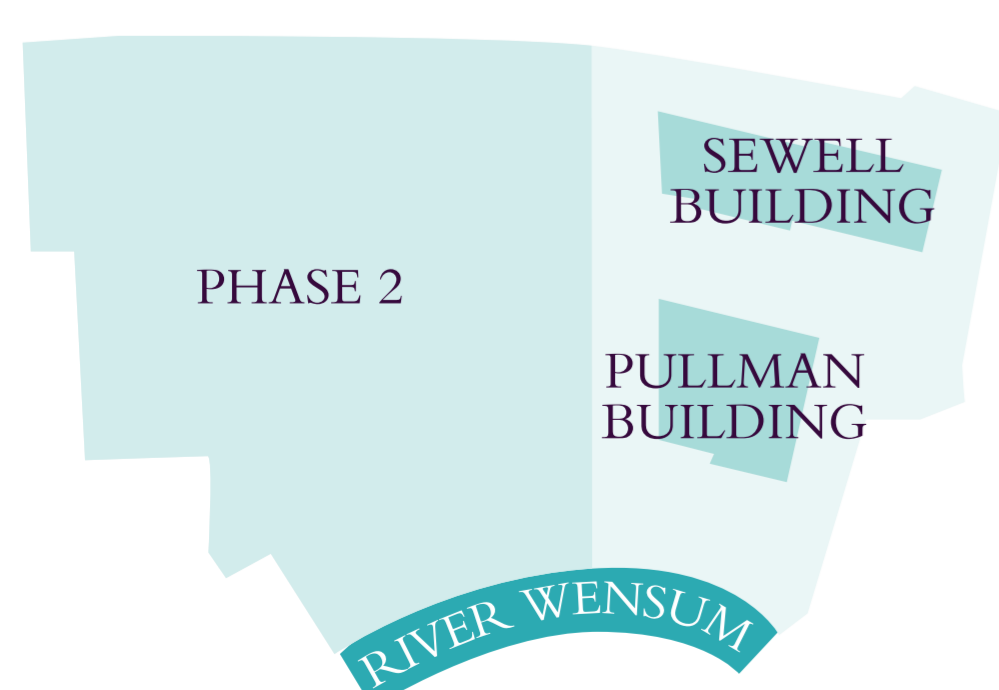 SEWELL
BUILDING
PHASE 2
PULLMAN
BUILDING
RIVER WENSUM